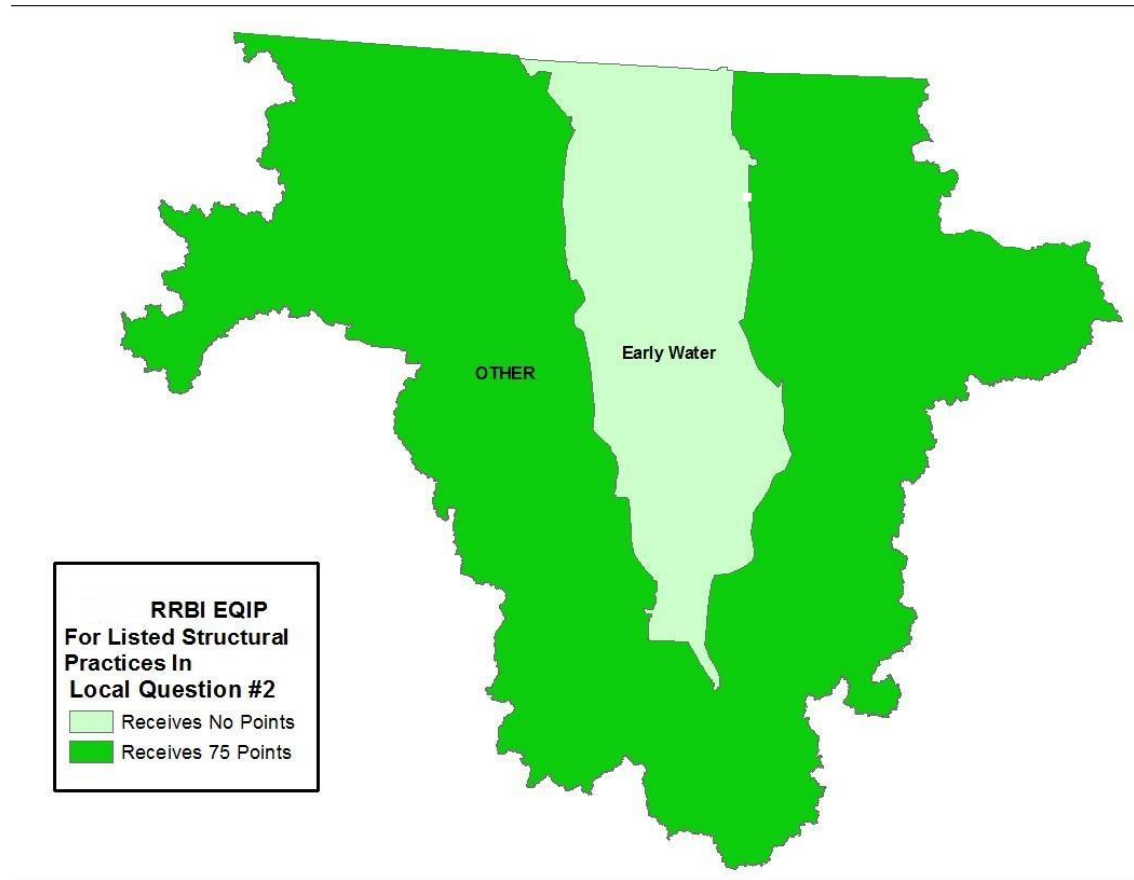 Early Water
OTHER
RRBI EQIP
For Listed Structural
Practices In
Local Question #2
Receives No Points
Receives 75 Points